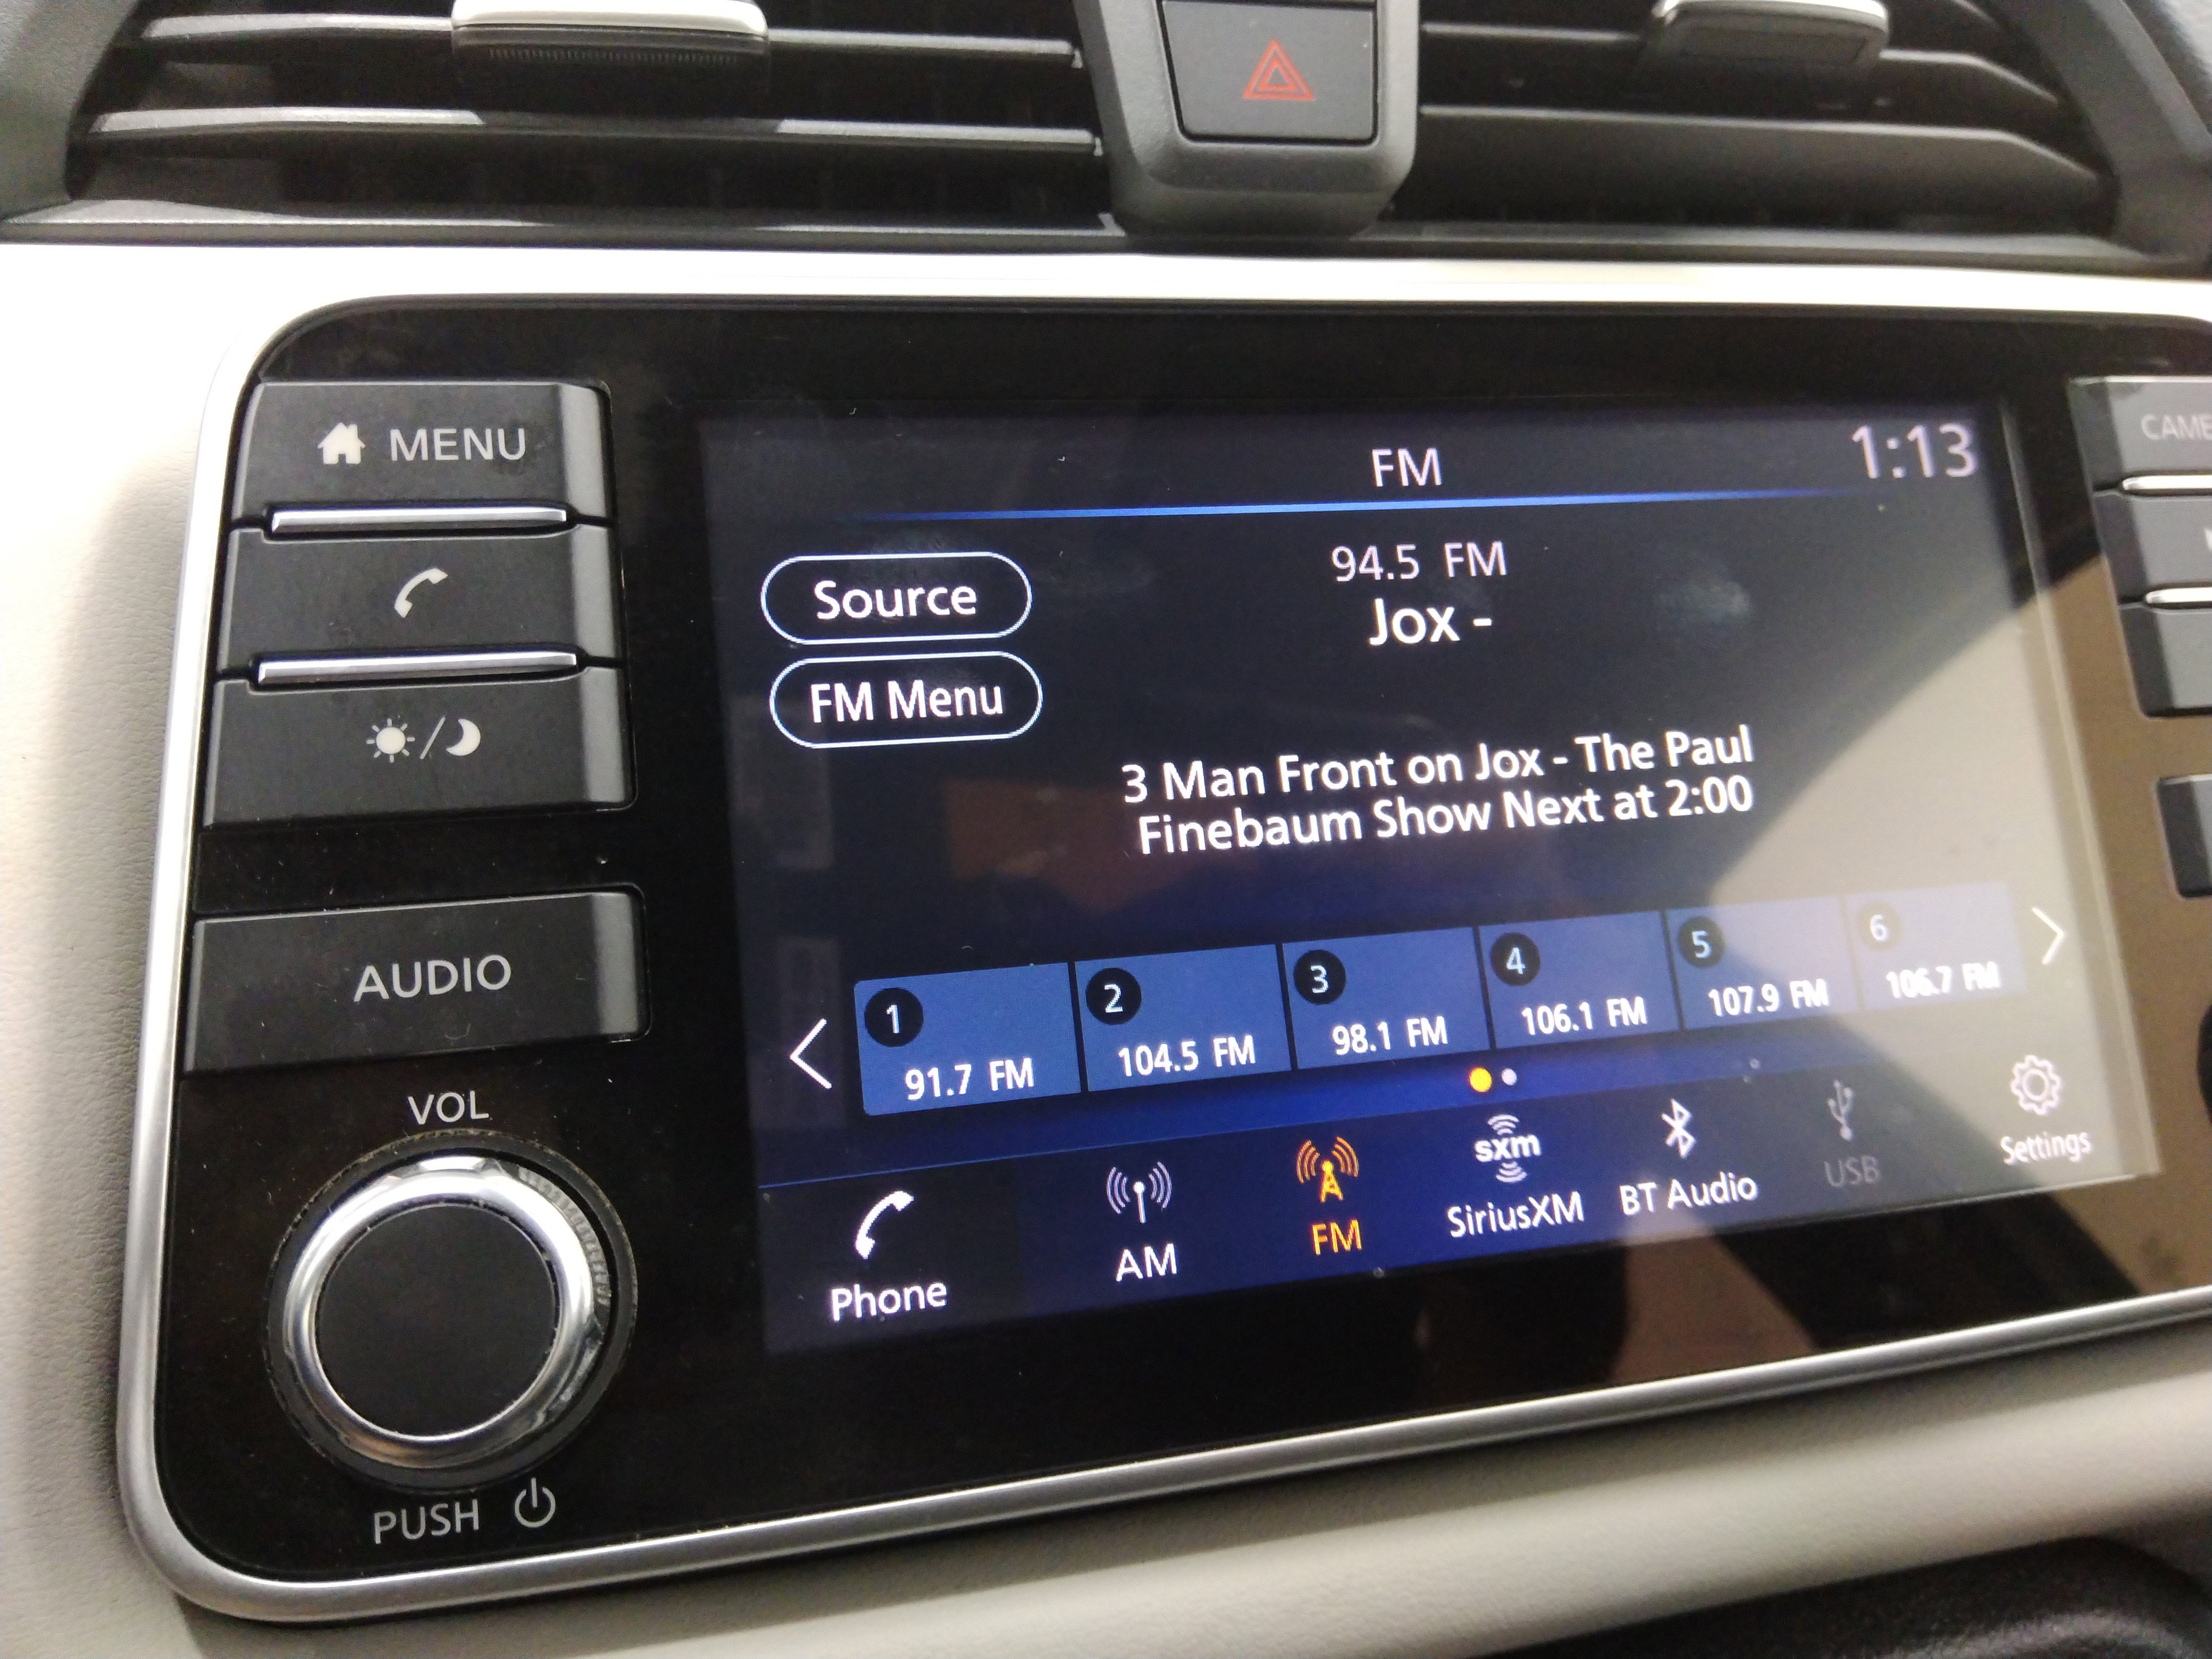 MENU
CAME
FM
1:13
94.5 FM
Jox -
Source
FM Menu
3 Man Front on Jox - The Paul
Finebaum Show Next at 2:00
AUDIO
1
91.7 FM
2
104.5 FM
3
98.1 FM
4
106.1 FM
5
107.9 FM
6
106.7 FM
VOL
Phone
AM
FM
sxm
SiriusXM
BT Audio
USB
Settings
PUSH